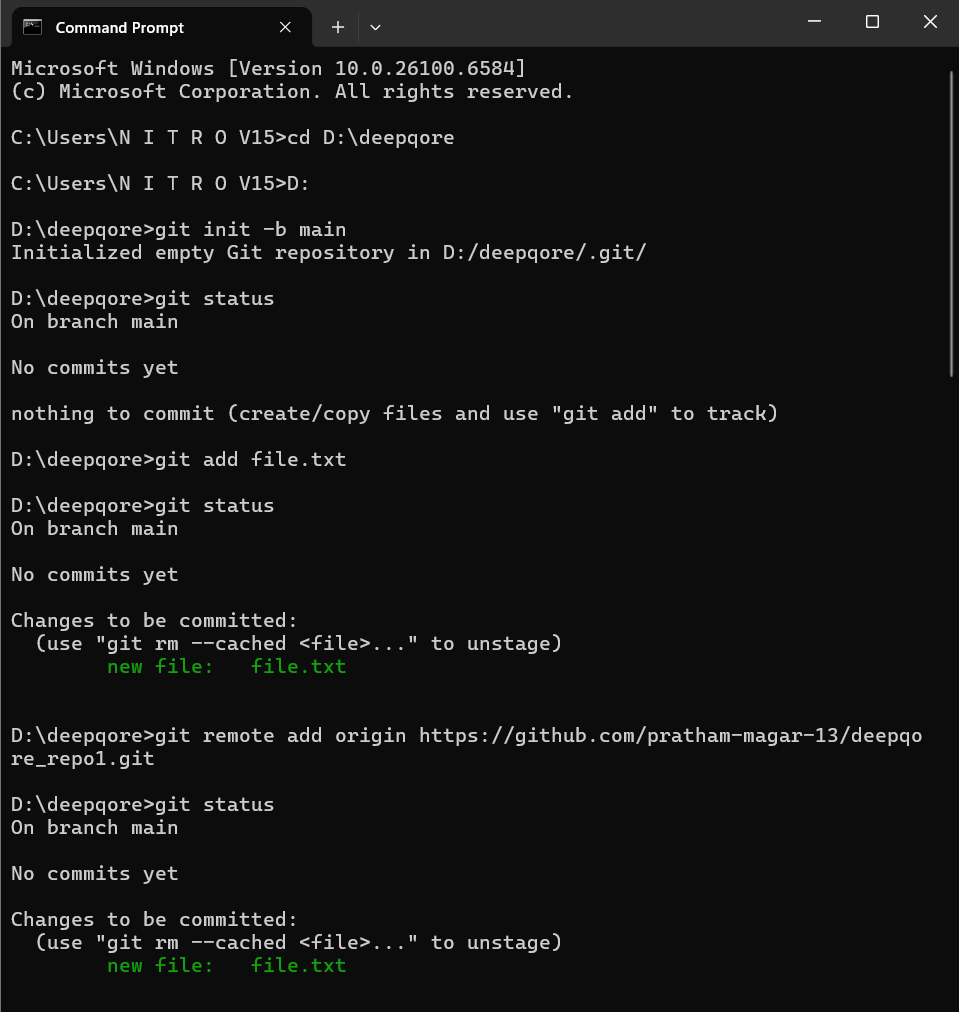 Command Prompt
Microsoft Windows [Version 10.0.26100.6584]
(c) Microsoft Corporation. All rights reserved.
C:\Users\N I T R O V15>cd D:\deepqore
C:\Users\N I T R O V15>D:
D:\deepqore>git init -b main
Initialized empty Git repository in D:/deepqore/.git/
D:\deepqore>git status
On branch main
No commits yet
nothing to commit (create/copy files and use "git add" to track)
D:\deepqore>git add file.txt
D:\deepqore>git status
On branch main
No commits yet
Changes to be committed:
  (use "git rm --cached <file>..." to unstage)
        new file:   file.txt
D:\deepqore>git remote add origin https://github.com/pratham-magar-13/deepqo
re_repo1.git
D:\deepqore>git status
On branch main
No commits yet
Changes to be committed:
  (use "git rm --cached <file>..." to unstage)
        new file:   file.txt